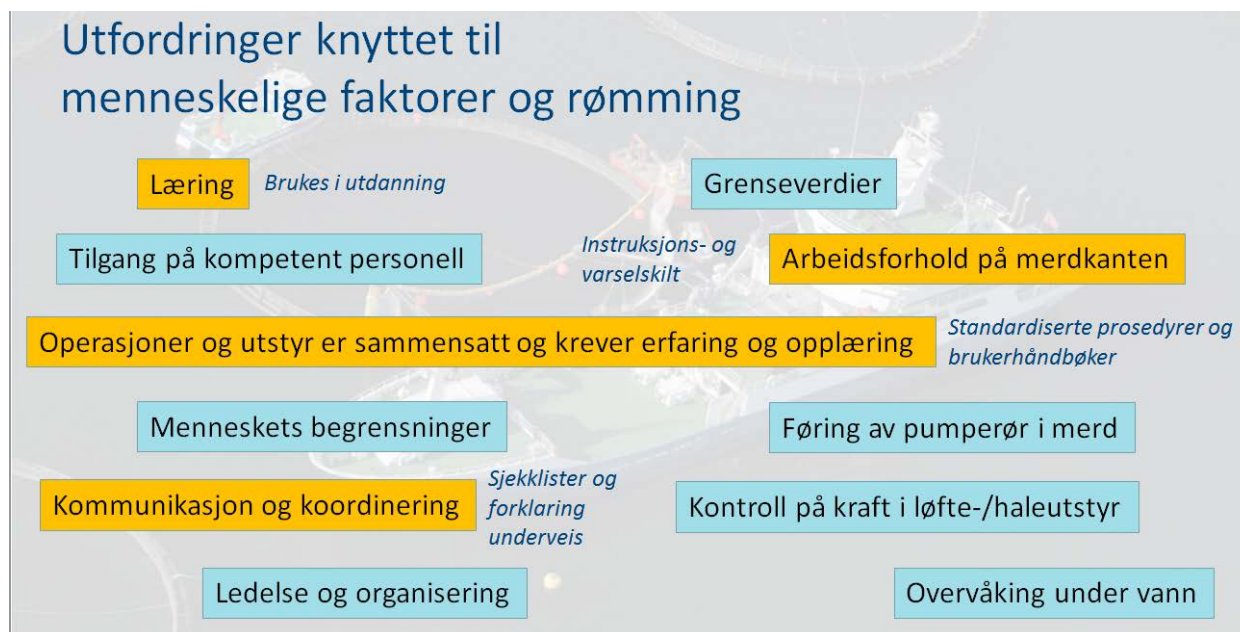 Utfordringer knyttet til
menneskelige faktorer og rømming
Læring
Brukes i utdanning
Grenseverdier
Tilgang på kompetent personell
Instruksjons- og
varselskilt
Arbeidsforhold på merdkanten
Operasjoner og utstyr er sammensatt og krever erfaring og opplæring
Standardiserte prosedyrer og
brukerhåndbøker
Menneskets begrensninger
Føring av pumperør i merd
Kommunikasjon og koordinering
Sjekklister og
forklaring
underveis
Kontroll på kraft i løfte-/haleutstyr
Ledelse og organisering
Overvåking under vann